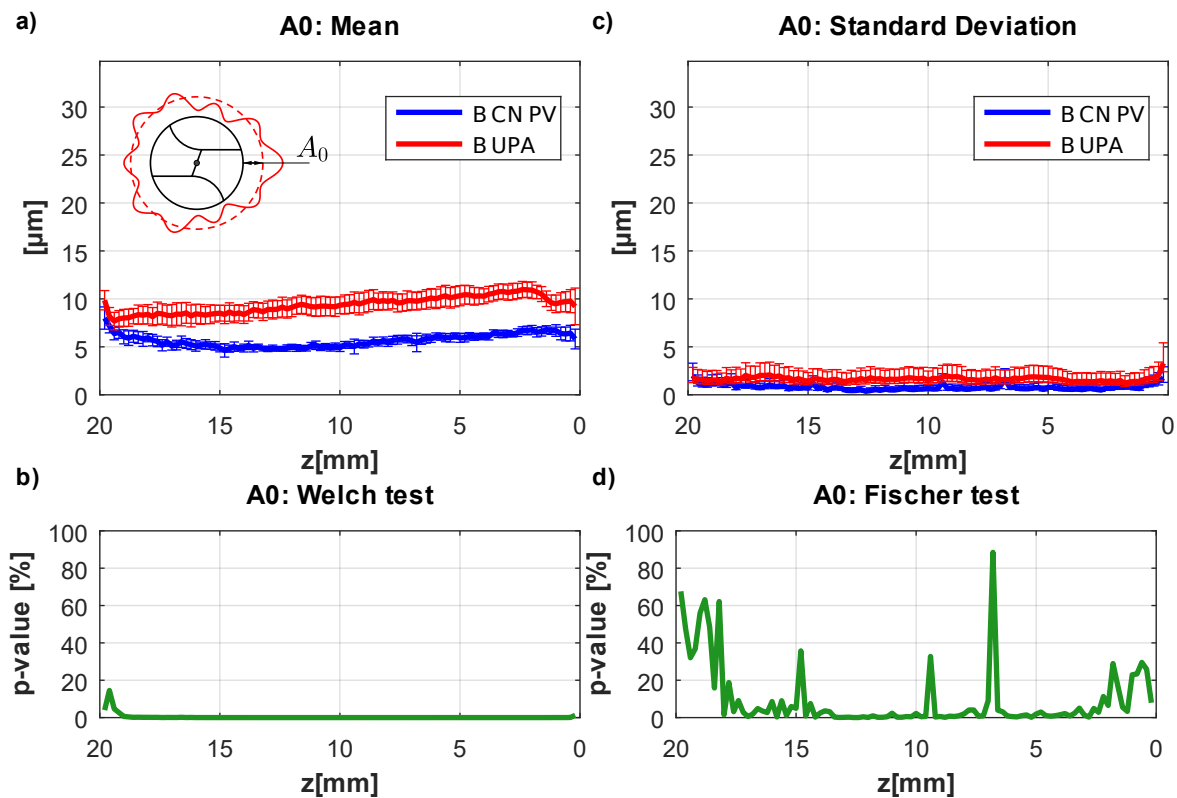 a)
A0: Mean
[µm]
30
25
20
15
10
5
0
B CN PV
B UPA
A₀
20
15
10
5
0
z[mm]
c)
A0: Standard Deviation
[µm]
30
25
20
15
10
5
0
B CN PV
B UPA
20
15
10
5
0
z[mm]
b)
A0: Welch test
p-value [%]
100
80
60
40
20
0
20
15
10
5
0
z[mm]
d)
A0: Fischer test
p-value [%]
100
80
60
40
20
0
20
15
10
5
0
z[mm]